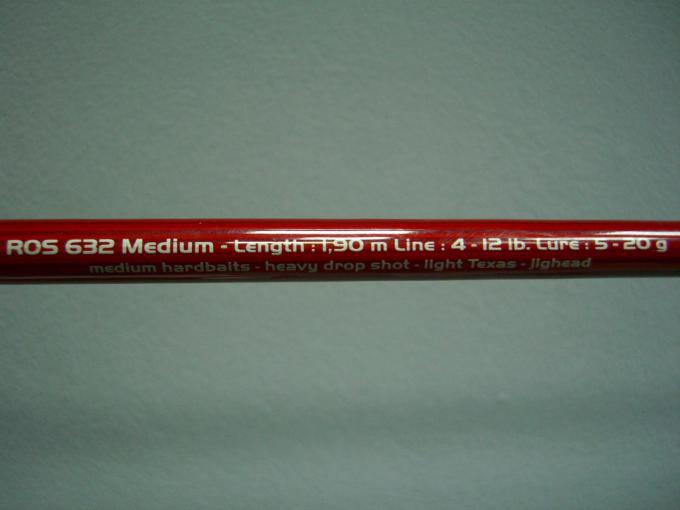 ROS 632 Medium - Length : 1,90 m Line : 4 - 12 lb. Lure : 5 - 20 g
medium hardbaits - heavy drop shot - light Texas - jighead